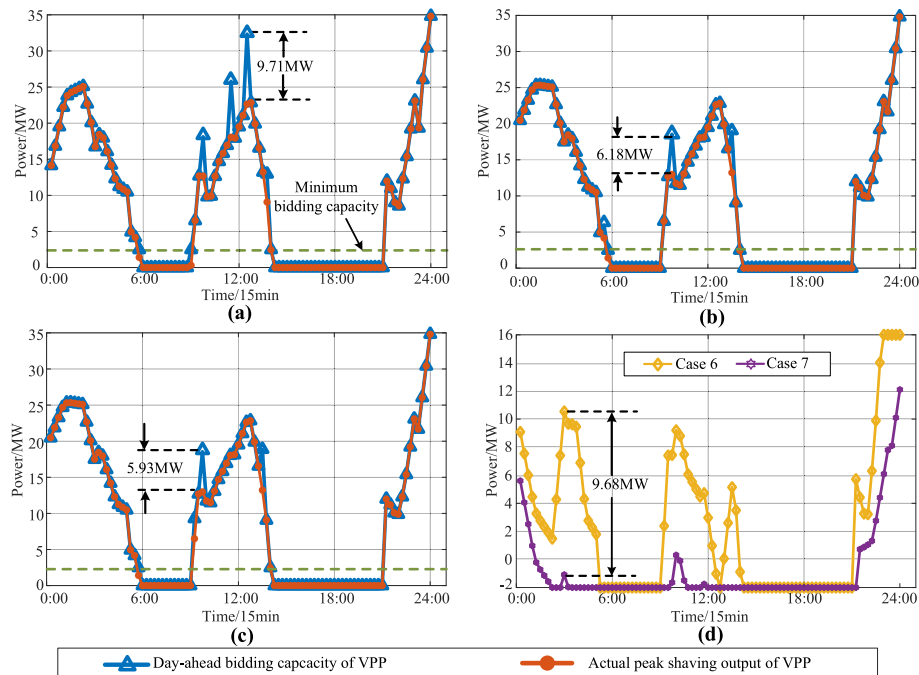 35
30
25
20
15
10
5
0
Power/MW
9.71MW
Minimum
bidding capacity
0:00 6:00 12:00 18:00 24:00
Time/15min
(a)
35
30
25
20
15
10
5
0
Power/MW
6.18MW
0:00 6:00 12:00 18:00 24:00
Time/15min
(b)
35
30
25
20
15
10
5
0
Power/MW
5.93MW
0:00 6:00 12:00 18:00 24:00
Time/15min
(c)
16
14
12
10
8
6
4
2
0
-2
Power/MW
Case 6 Case 7
9.68MW
0:00 6:00 12:00 18:00 24:00
Time/15min
(d)
Day-ahead bidding capcacity of VPP Actual peak shaving output of VPP